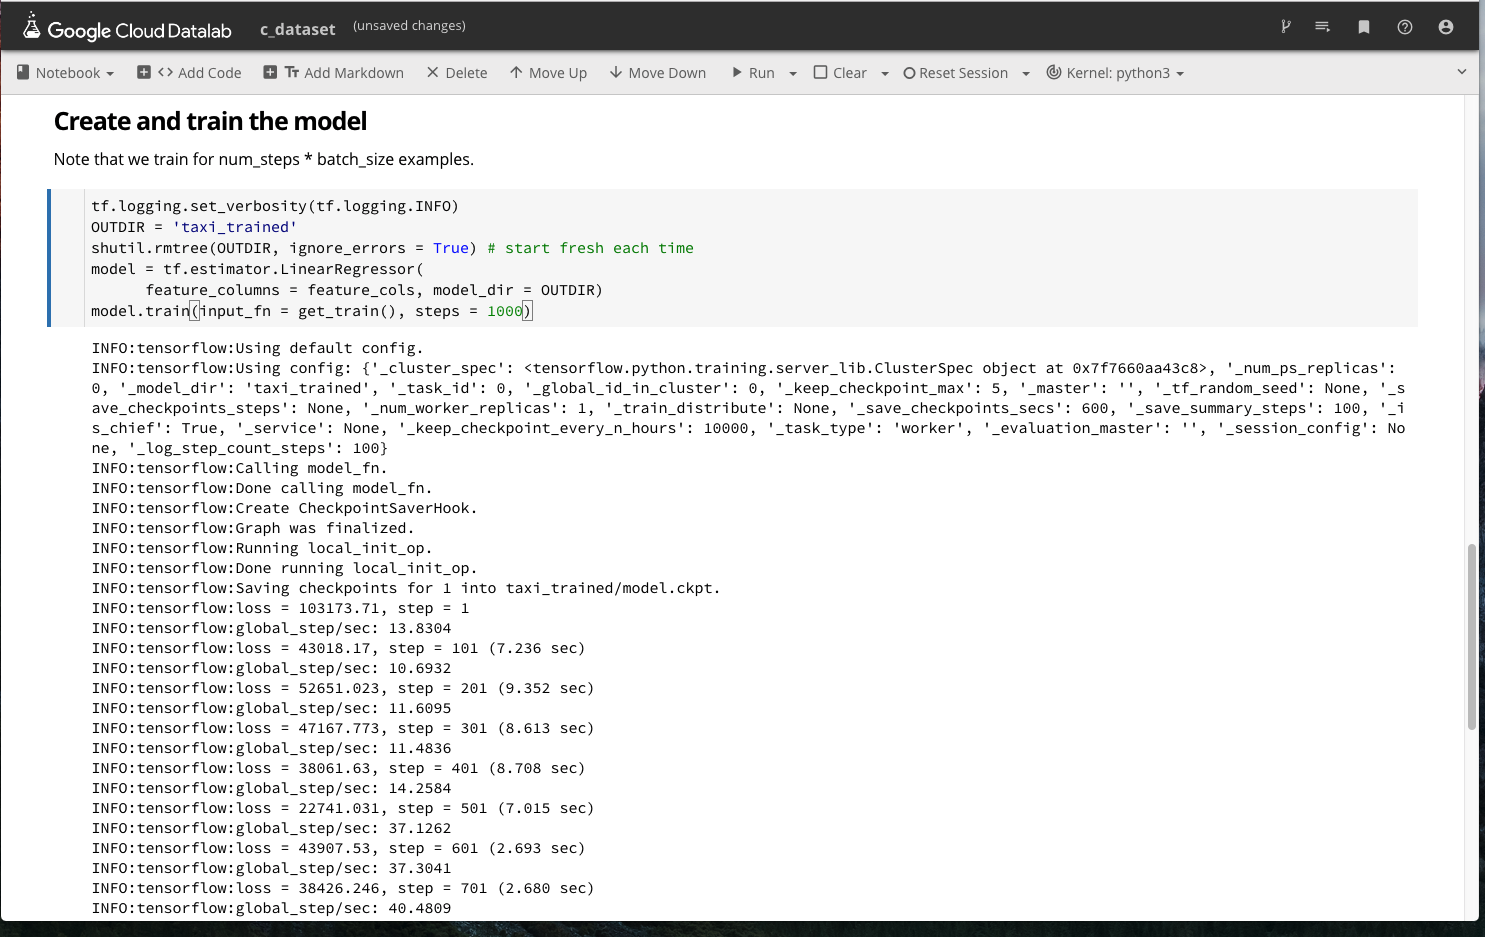 Google Cloud Datalab c_dataset (unsaved changes)
Notebook Add Code Tт Add Markdown Delete Move Up Move Down Run Clear Reset Session Kernel: python3
Create and train the model
Note that we train for num_steps * batch_size examples.
tf.logging.set_verbosity(tf.logging.INFO)
OUTDIR = 'taxi_trained'
shutil.rmtree(OUTDIR, ignore_errors = True) # start fresh each time
model = tf.estimator.LinearRegressor(
      feature_columns = feature_cols, model_dir = OUTDIR)
model.train(input_fn = get_train(), steps = 1000)
INFO:tensorflow:Using default config.
INFO:tensorflow:Using config: {'_cluster_spec': <tensorflow.python.training.server_lib.ClusterSpec object at 0x7f7660aa43c8>, '_num_ps_replicas':
0, '_model_dir': 'taxi_trained', '_task_id': 0, '_global_id_in_cluster': 0, '_keep_checkpoint_max': 5, '_master': '', '_tf_random_seed': None, '_s
ave_checkpoints_steps': None, '_num_worker_replicas': 1, '_train_distribute': None, '_save_checkpoints_secs': 600, '_save_summary_steps': 100, '_i
s_chief': True, '_service': None, '_keep_checkpoint_every_n_hours': 10000, '_task_type': 'worker', '_evaluation_master': '', '_session_config': No
ne, '_log_step_count_steps': 100}
INFO:tensorflow:Calling model_fn.
INFO:tensorflow:Done calling model_fn.
INFO:tensorflow:Create CheckpointSaverHook.
INFO:tensorflow:Graph was finalized.
INFO:tensorflow:Running local_init_op.
INFO:tensorflow:Done running local_init_op.
INFO:tensorflow:Saving checkpoints for 1 into taxi_trained/model.ckpt.
INFO:tensorflow:loss = 103173.71, step = 1
INFO:tensorflow:global_step/sec: 13.8304
INFO:tensorflow:loss = 43018.17, step = 101 (7.236 sec)
INFO:tensorflow:global_step/sec: 10.6932
INFO:tensorflow:loss = 52651.023, step = 201 (9.352 sec)
INFO:tensorflow:global_step/sec: 11.6095
INFO:tensorflow:loss = 47167.773, step = 301 (8.613 sec)
INFO:tensorflow:global_step/sec: 11.4836
INFO:tensorflow:loss = 38061.63, step = 401 (8.708 sec)
INFO:tensorflow:global_step/sec: 14.2584
INFO:tensorflow:loss = 22741.031, step = 501 (7.015 sec)
INFO:tensorflow:global_step/sec: 37.1262
INFO:tensorflow:loss = 43907.53, step = 601 (2.693 sec)
INFO:tensorflow:global_step/sec: 37.3041
INFO:tensorflow:loss = 38426.246, step = 701 (2.680 sec)
INFO:tensorflow:global_step/sec: 40.4809